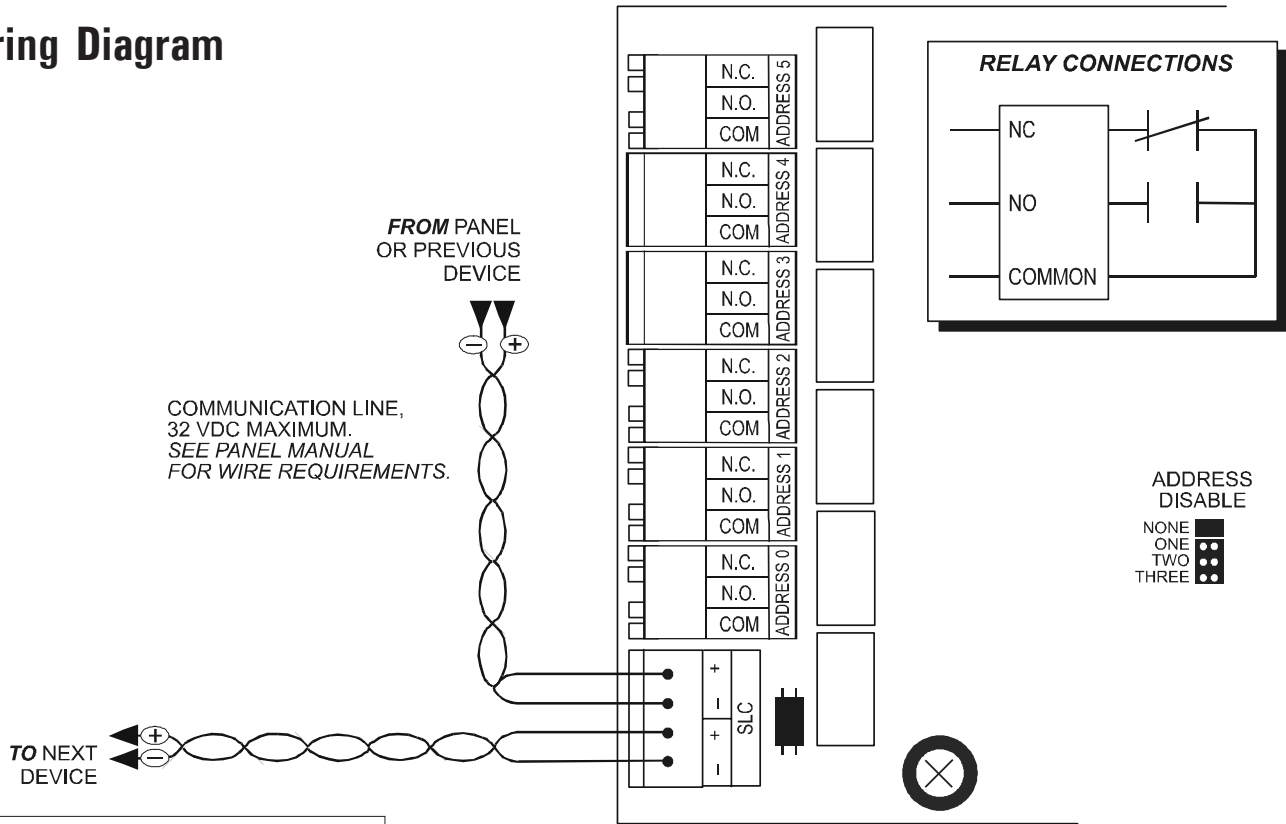 ring Diagram
N.C.
N.O.
COM
ADDRESS 5
N.C.
N.O.
COM
ADDRESS 4
N.C.
N.O.
COM
ADDRESS 3
N.C.
N.O.
COM
ADDRESS 2
N.C.
N.O.
COM
ADDRESS 1
N.C.
N.O.
COM
ADDRESS 0
+
–
+
–
SLC
RELAY CONNECTIONS
NC
NO
COMMON
FROM PANEL
OR PREVIOUS
DEVICE
– +
COMMUNICATION LINE,
32 VDC MAXIMUM.
SEE PANEL MANUAL
FOR WIRE REQUIREMENTS.
ADDRESS
DISABLE
NONE
ONE
TWO
THREE
+
–
TO NEXT
DEVICE